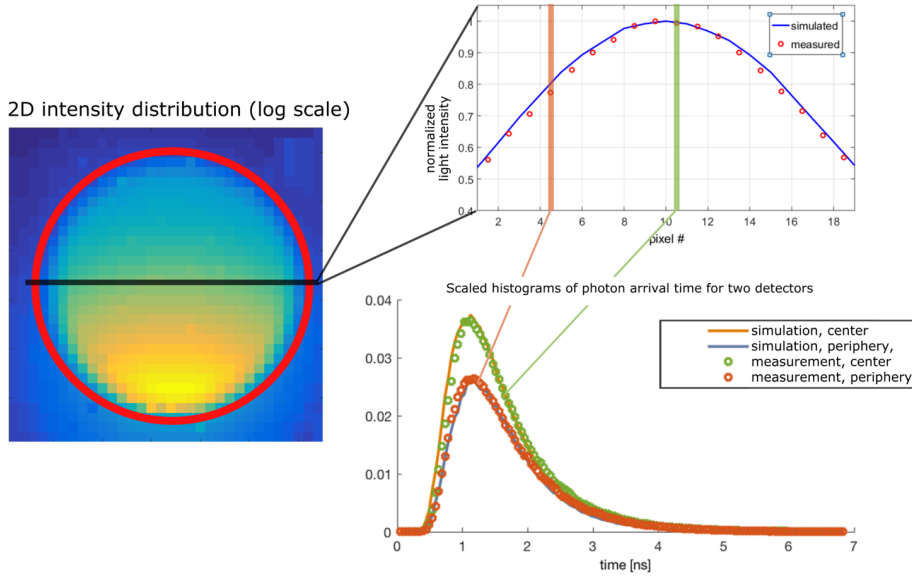 2D intensity distribution (log scale)
normalized
light intensity
1
0.9
0.8
0.7
0.6
0.5
0.4
simulated
measured
2 4 6 8 10 12 14 16 18
pixel #
Scaled histograms of photon arrival time for two detectors
0.04
0.03
0.02
0.01
0
simulation, center
simulation, periphery,
measurement, center
measurement, periphery
0 1 2 3 4 5 6 7
time [ns]